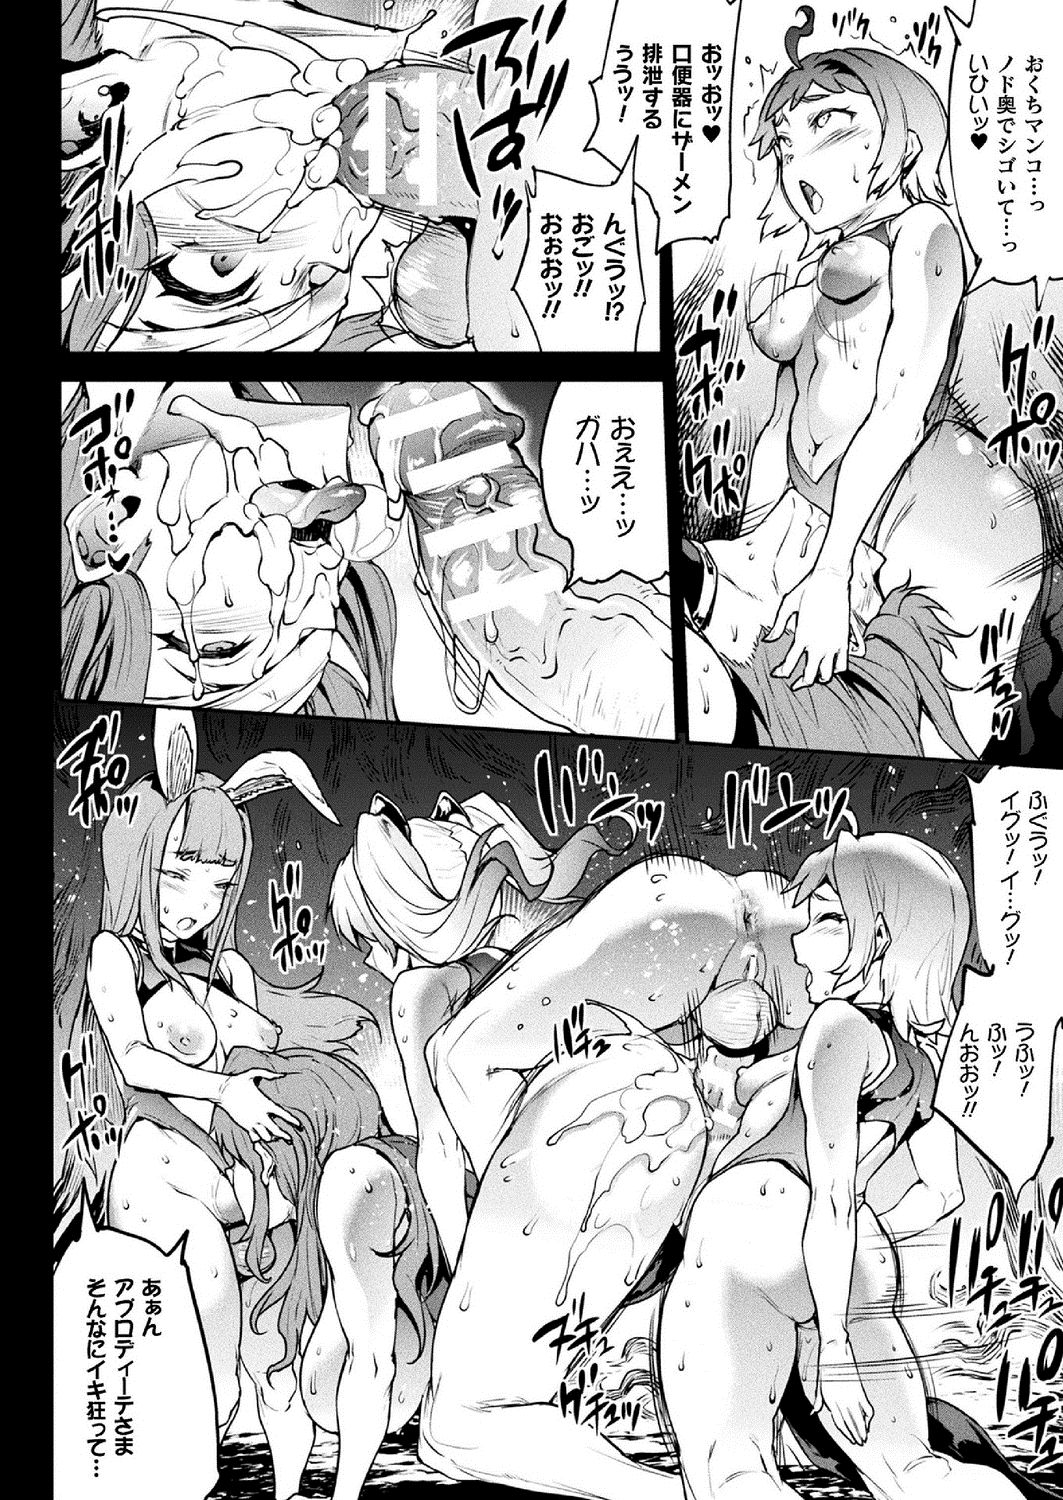 おくちマンコ…っ
ノド奥でシゴいて…っ
いひいッ♥
おッおッ♥
口便器にザーメン
排泄する
ぅうッ！
んぐうッ!?
おごッ!!
おぉおッ!!
おぇえ…ッ
ガハ…ッ
ふぐうッ！
イグッ！イ…グッ！
うふッ！
ふッ！
んおおッ!!
あぁん
アプロディーテさま
そんなにイキ狂って…